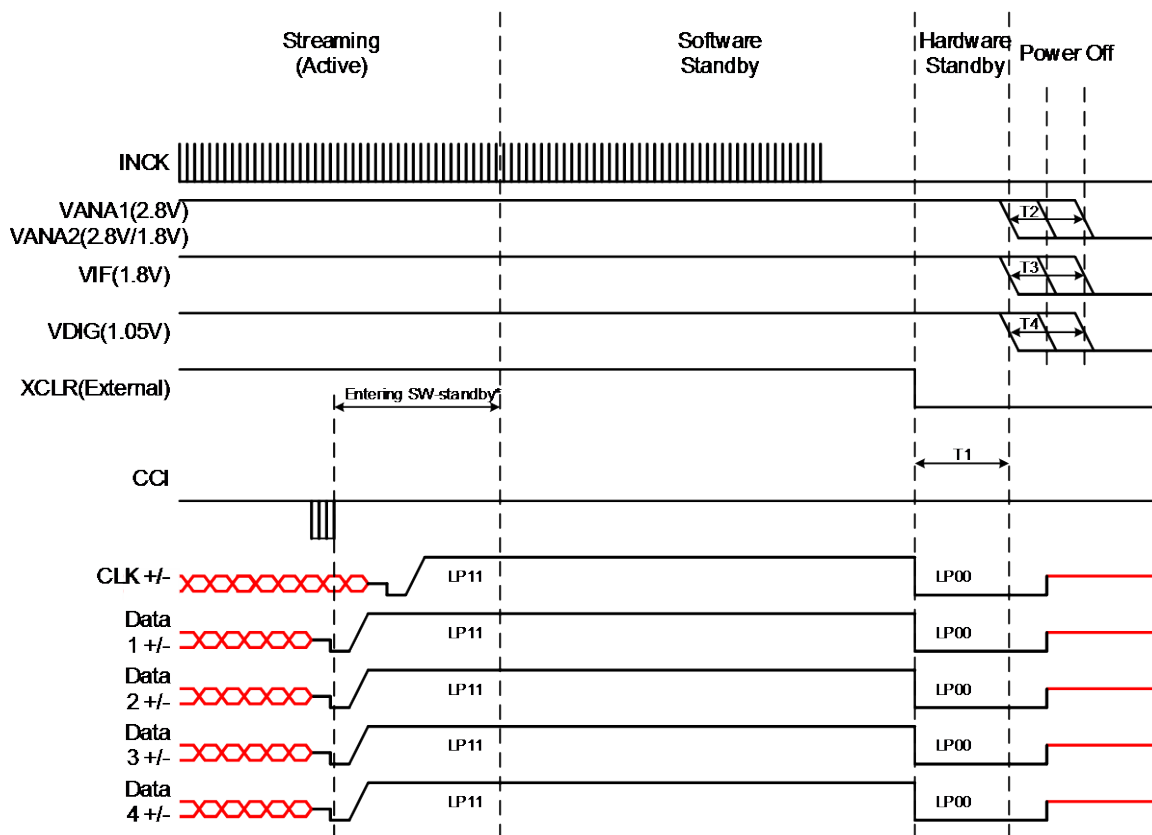 Streaming
(Active)
Software
Standby
Hardware
Standby
Power Off
INCK
VANA1(2.8V)
VANA2(2.8V/1.8V)
T2
VIF(1.8V)
T3
VDIG(1.05V)
T4
XCLR(External)
Entering SW-standby*
T1
CCI
CLK +/-
LP11
LP00
Data
1 +/-
LP11
LP00
Data
2 +/-
LP11
LP00
Data
3 +/-
LP11
LP00
Data
4 +/-
LP11
LP00